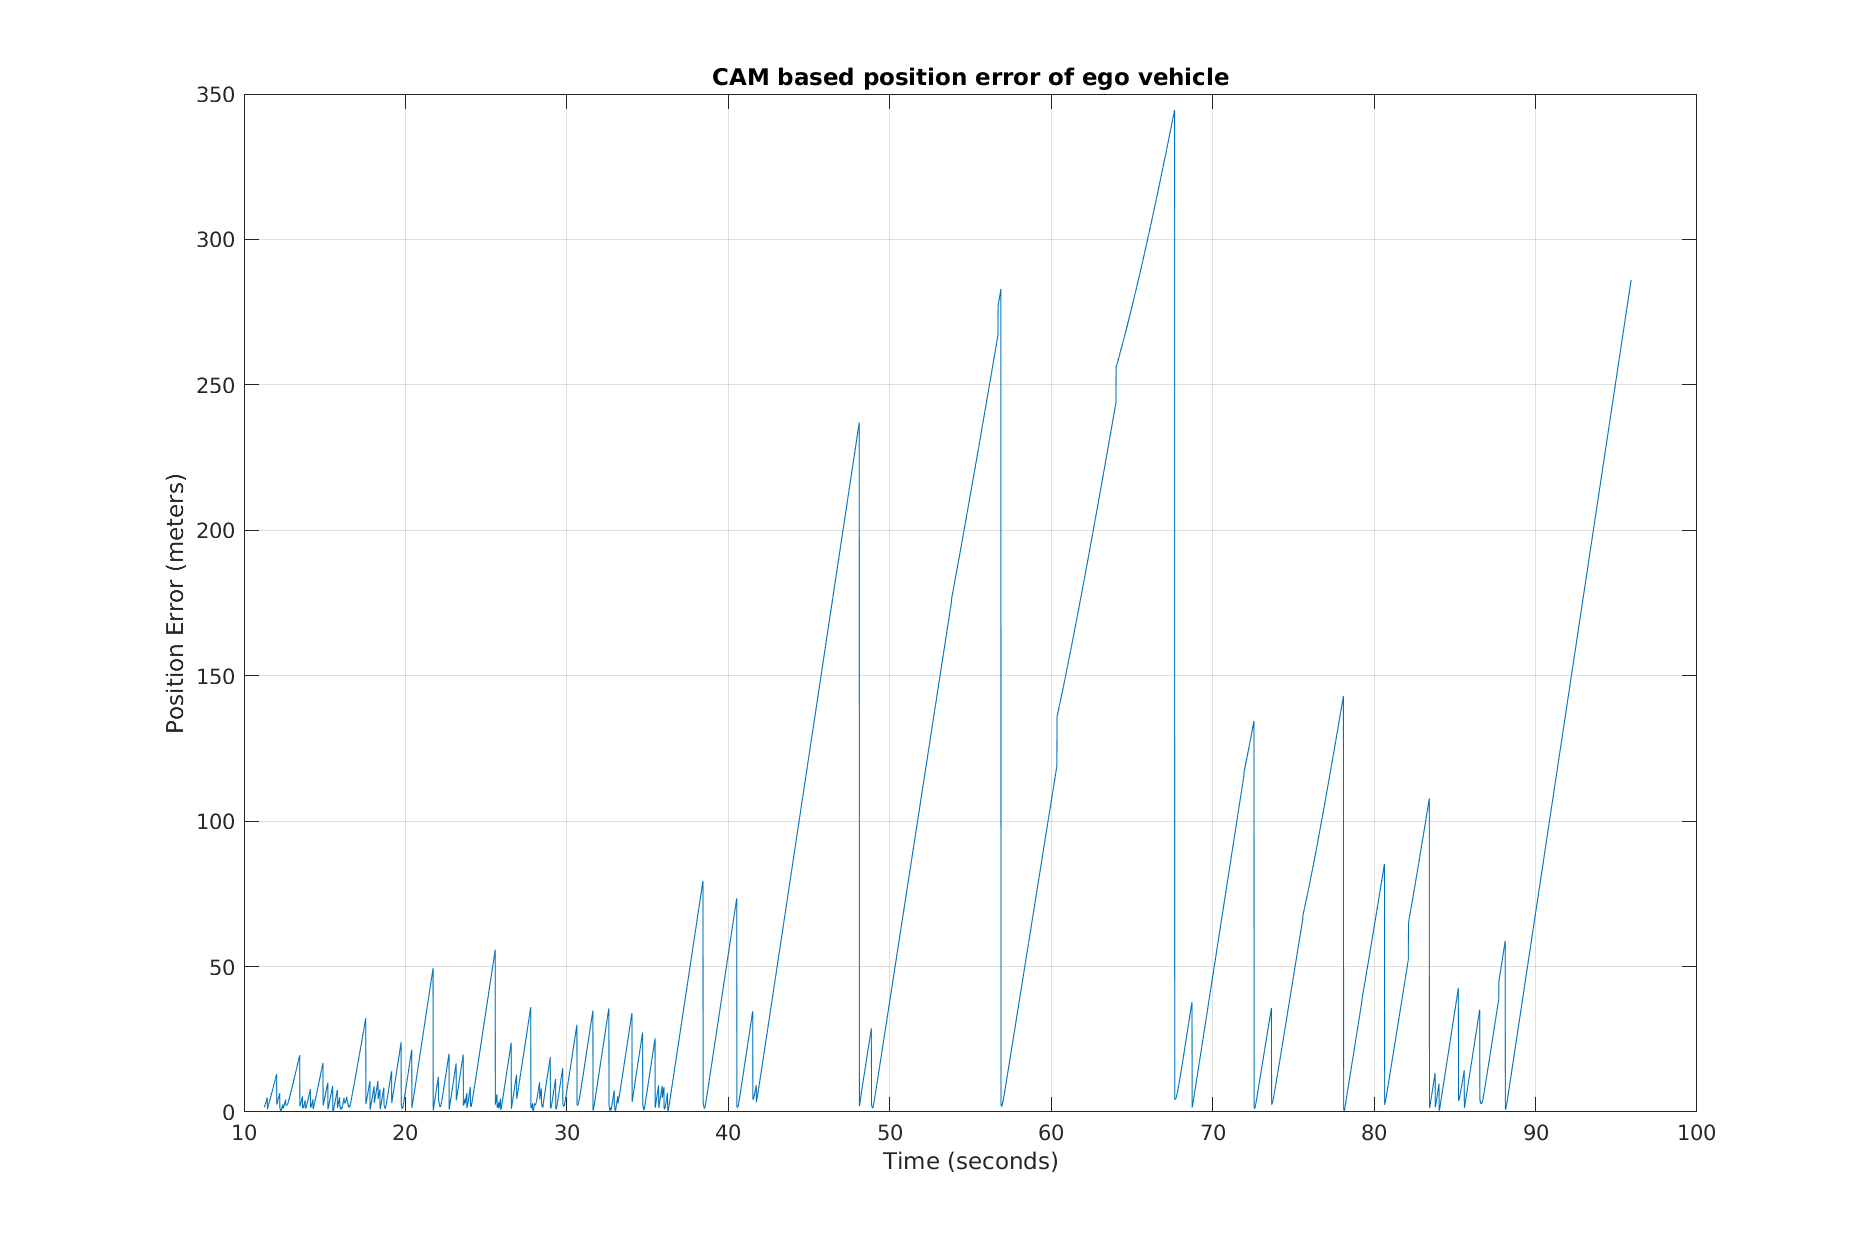 CAM based position error of ego vehicle
350
300
250
200
150
100
50
0
Position Error (meters)
10 20 30 40 50 60 70 80 90 100
Time (seconds)